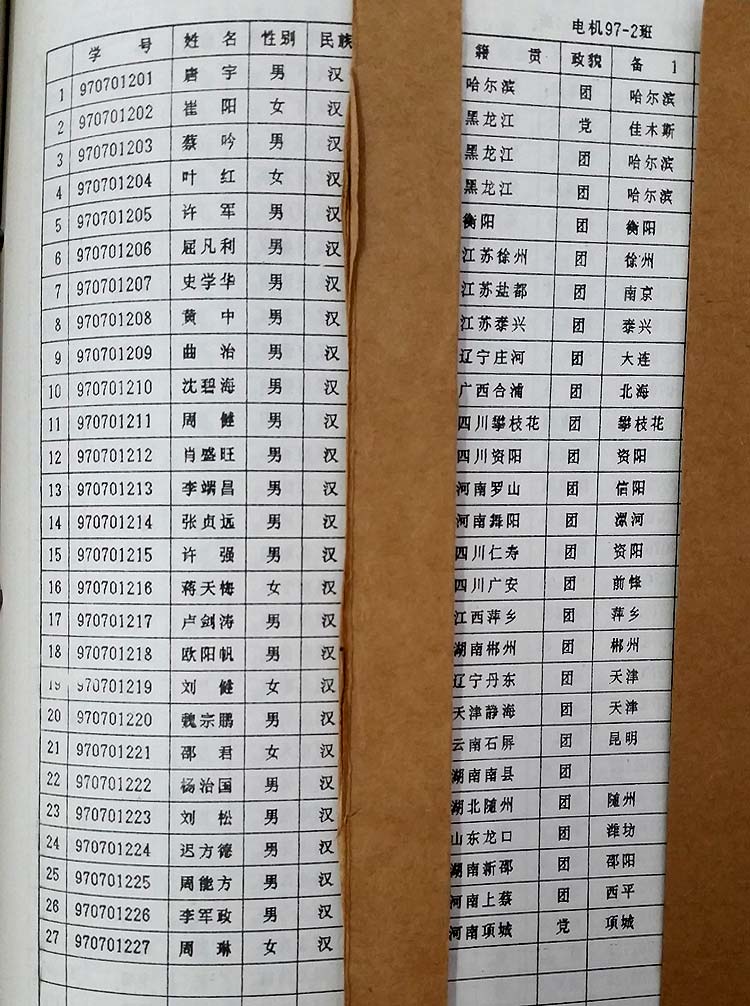 电机97-2班
学 号 姓 名 性别 民族 籍 贯 政貌 备 1
1 970701201 唐 宇 男 汉 哈尔滨 团 哈尔滨
2 970701202 崔 阳 女 汉 黑龙江 党 佳木斯
3 970701203 蔡 吟 男 汉 黑龙江 团 哈尔滨
4 970701204 叶 红 女 汉 黑龙江 团 哈尔滨
5 970701205 许 军 男 汉 衡阳 团 衡阳
6 970701206 屈凡利 男 汉 江苏徐州 团 徐州
7 970701207 史学华 男 汉 江苏盐都 团 南京
8 970701208 黄 中 男 汉 江苏泰兴 团 泰兴
9 970701209 曲 治 男 汉 辽宁庄河 团 大连
10 970701210 沈碧海 男 汉 广西合浦 团 北海
11 970701211 周 健 男 汉 四川攀枝花 团 攀枝花
12 970701212 肖盛旺 男 汉 四川资阳 团 资阳
13 970701213 李端昌 男 汉 河南罗山 团 信阳
14 970701214 张贞远 男 汉 河南舞阳 团 漯河
15 970701215 许 强 男 汉 四川仁寿 团 资阳
16 970701216 蒋天梅 女 汉 四川广安 团 前锋
17 970701217 卢剑涛 男 汉 江西萍乡 团 萍乡
18 970701218 欧阳帆 男 汉 湖南郴州 团 郴州
19 970701219 刘 健 女 汉 辽宁丹东 团 天津
20 970701220 魏宗鹏 男 汉 天津静海 团 天津
21 970701221 邵 君 女 汉 云南石屏 团 昆明
22 970701222 杨治国 男 汉 湖南南县 团
23 970701223 刘 松 男 汉 湖北随州 团 随州
24 970701224 迟方德 男 汉 山东龙口 团 潍坊
25 970701225 周能方 男 汉 湖南新邵 团 邵阳
26 970701226 李军政 男 汉 河南上蔡 团 西平
27 970701227 周 琳 女 汉 河南项城 党 项城